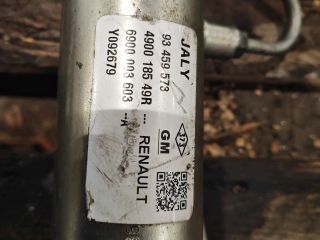 JALY
93 459 573
4900 185 49R ---
6900 003 603 --A
Y092679
GM
RENAULT